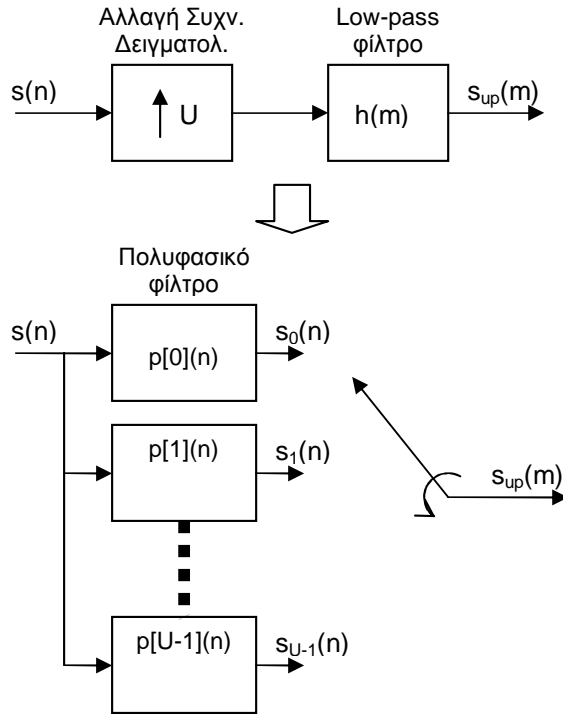 Αλλαγή Συχν.
Δειγματολ.
Low-pass
φίλτρο
s(n)
U
h(m)
s_up(m)
Πολυφασικό
φίλτρο
s(n)
p[0](n)
s_0(n)
p[1](n)
s_1(n)
s_up(m)
p[U-1](n)
s_U-1(n)